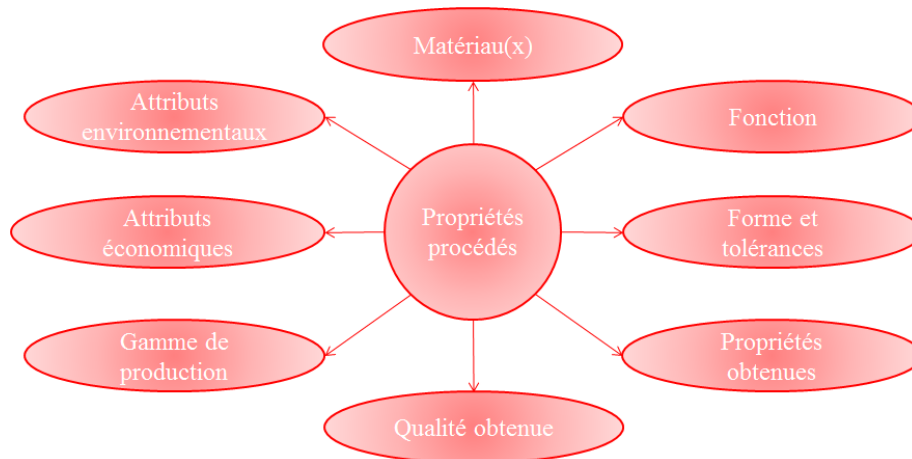 Matériau(x)
Attributs
environnementaux
Fonction
Attributs
économiques
Propriétés
procédés
Forme et
tolérances
Gamme de
production
Propriétés
obtenues
Qualité obtenue